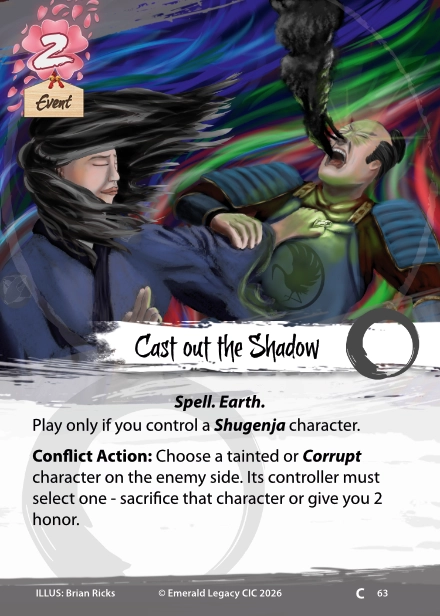 2
Event
Cast out the Shadow
Spell. Earth.
Play only if you control a Shugenja character.
Conflict Action: Choose a tainted or Corrupt
character on the enemy side. Its controller must
select one - sacrifice that character or give you 2
honor.
ILLUS: Brian Ricks © Emerald Legacy CIC 2026 C 63